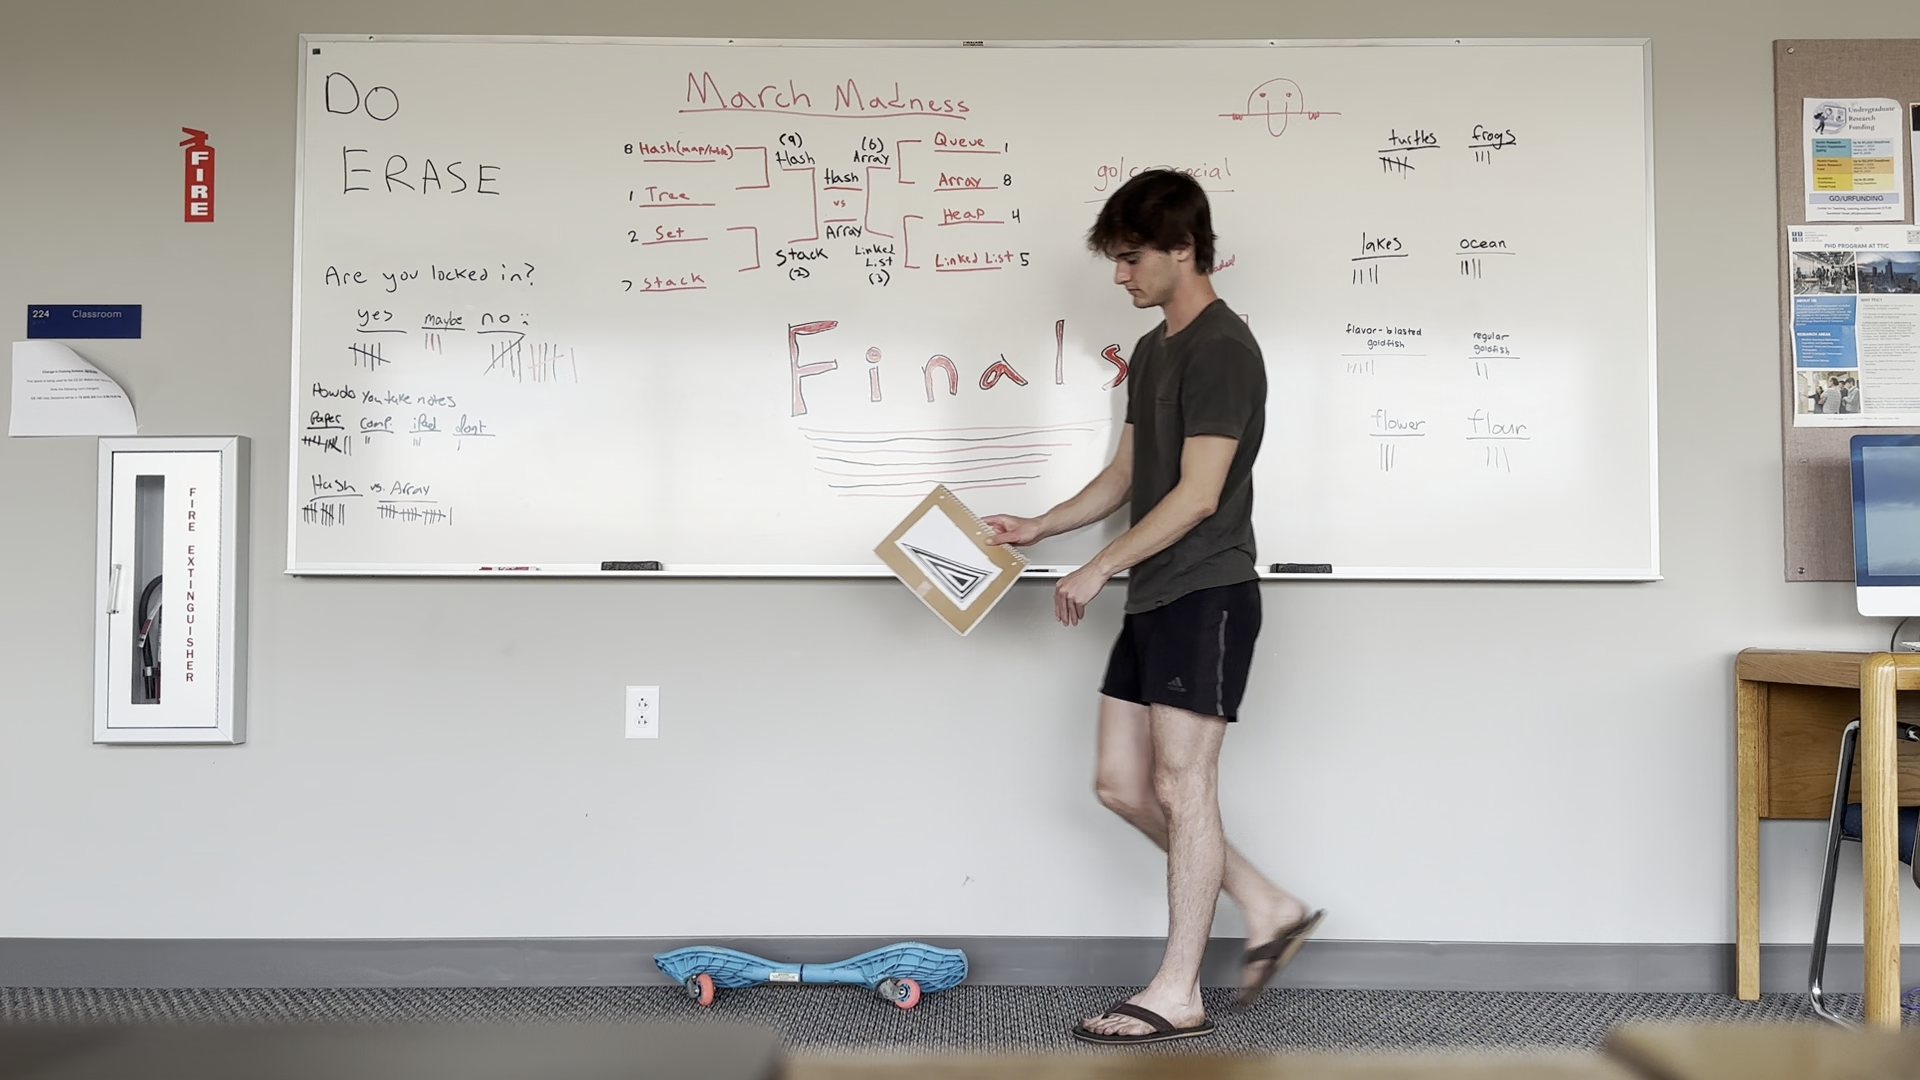 DO
ERASE
Are you locked in?
yes
maybe
no
How do you take notes
Paper
comp.
iPad
dont
Hash vs. Array
March Madness
8 Hash(map/table)
1 Tree
2 Set
7 Stack
(9)
Hash
Stack
(2)
Hash
vs
Array
(6)
Array
Linked
List
(3)
Queue 1
Array 8
Heap 4
Linked List 5
Finals
turtles
frogs
lakes
ocean
flavor-blasted
goldfish
regular
goldfish
flower
flour
FIRE
224 Classroom
FIRE EXTINGUISHER
Undergraduate
Research
Funding
GO/URFUNDING
PHD PROGRAM AT TTIC